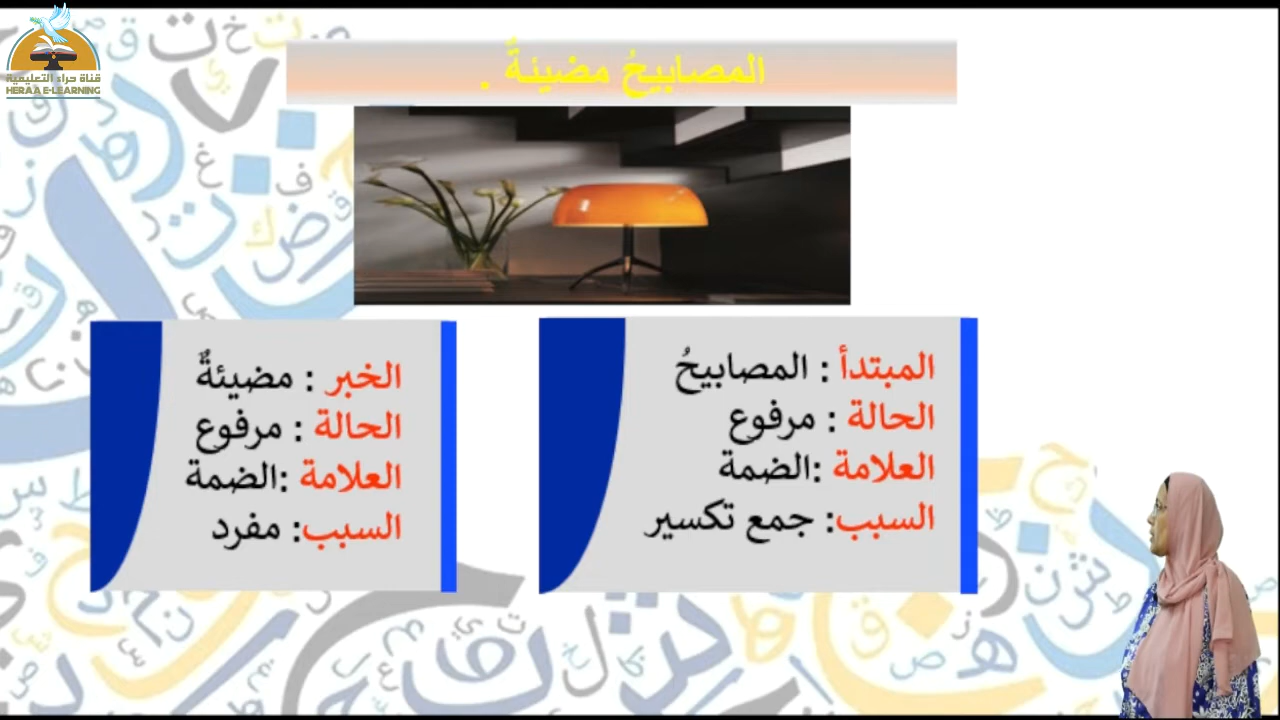 قناة حراء التعليمية
HERAA E-LEARNING
المصابيحُ مضيئةٌ .
المبتدأ : المصابيحُ
الحالة : مرفوع
العلامة :الضمة
السبب: جمع تكسير
الخبر : مضيئةٌ
الحالة : مرفوع
العلامة :الضمة
السبب: مفرد